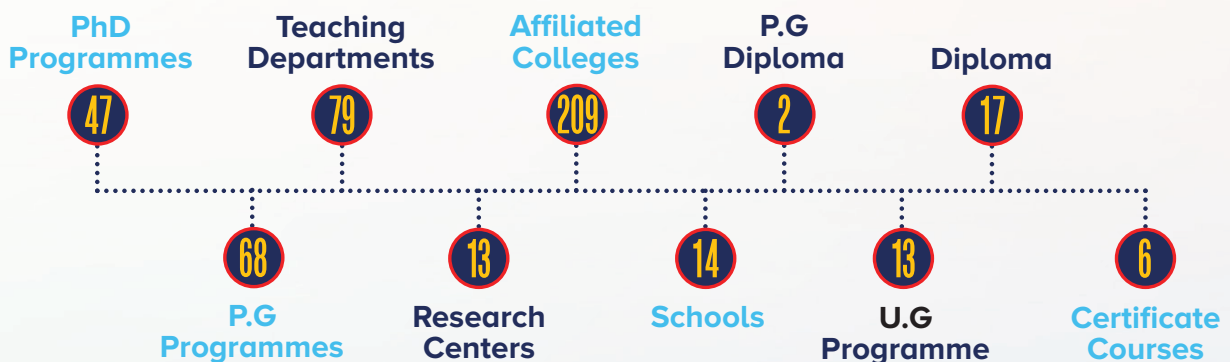 PhD
Programmes
47
Teaching
Departments
79
Affiliated
Colleges
209
P.G
Diploma
2
Diploma
17
68
P.G
Programmes
13
Research
Centers
14
Schools
13
U.G
Programme
6
Certificate
Courses